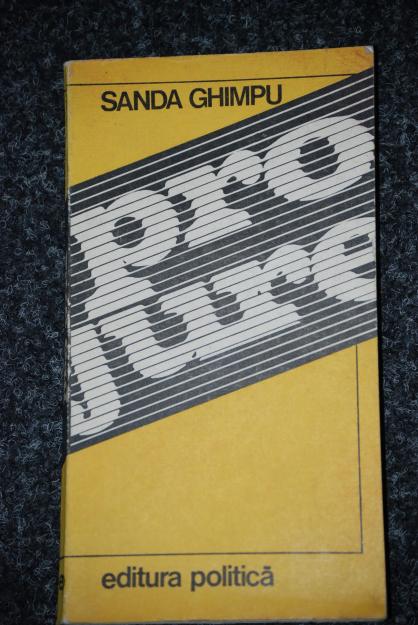 SANDA GHIMPU
pro
jure
editura politică